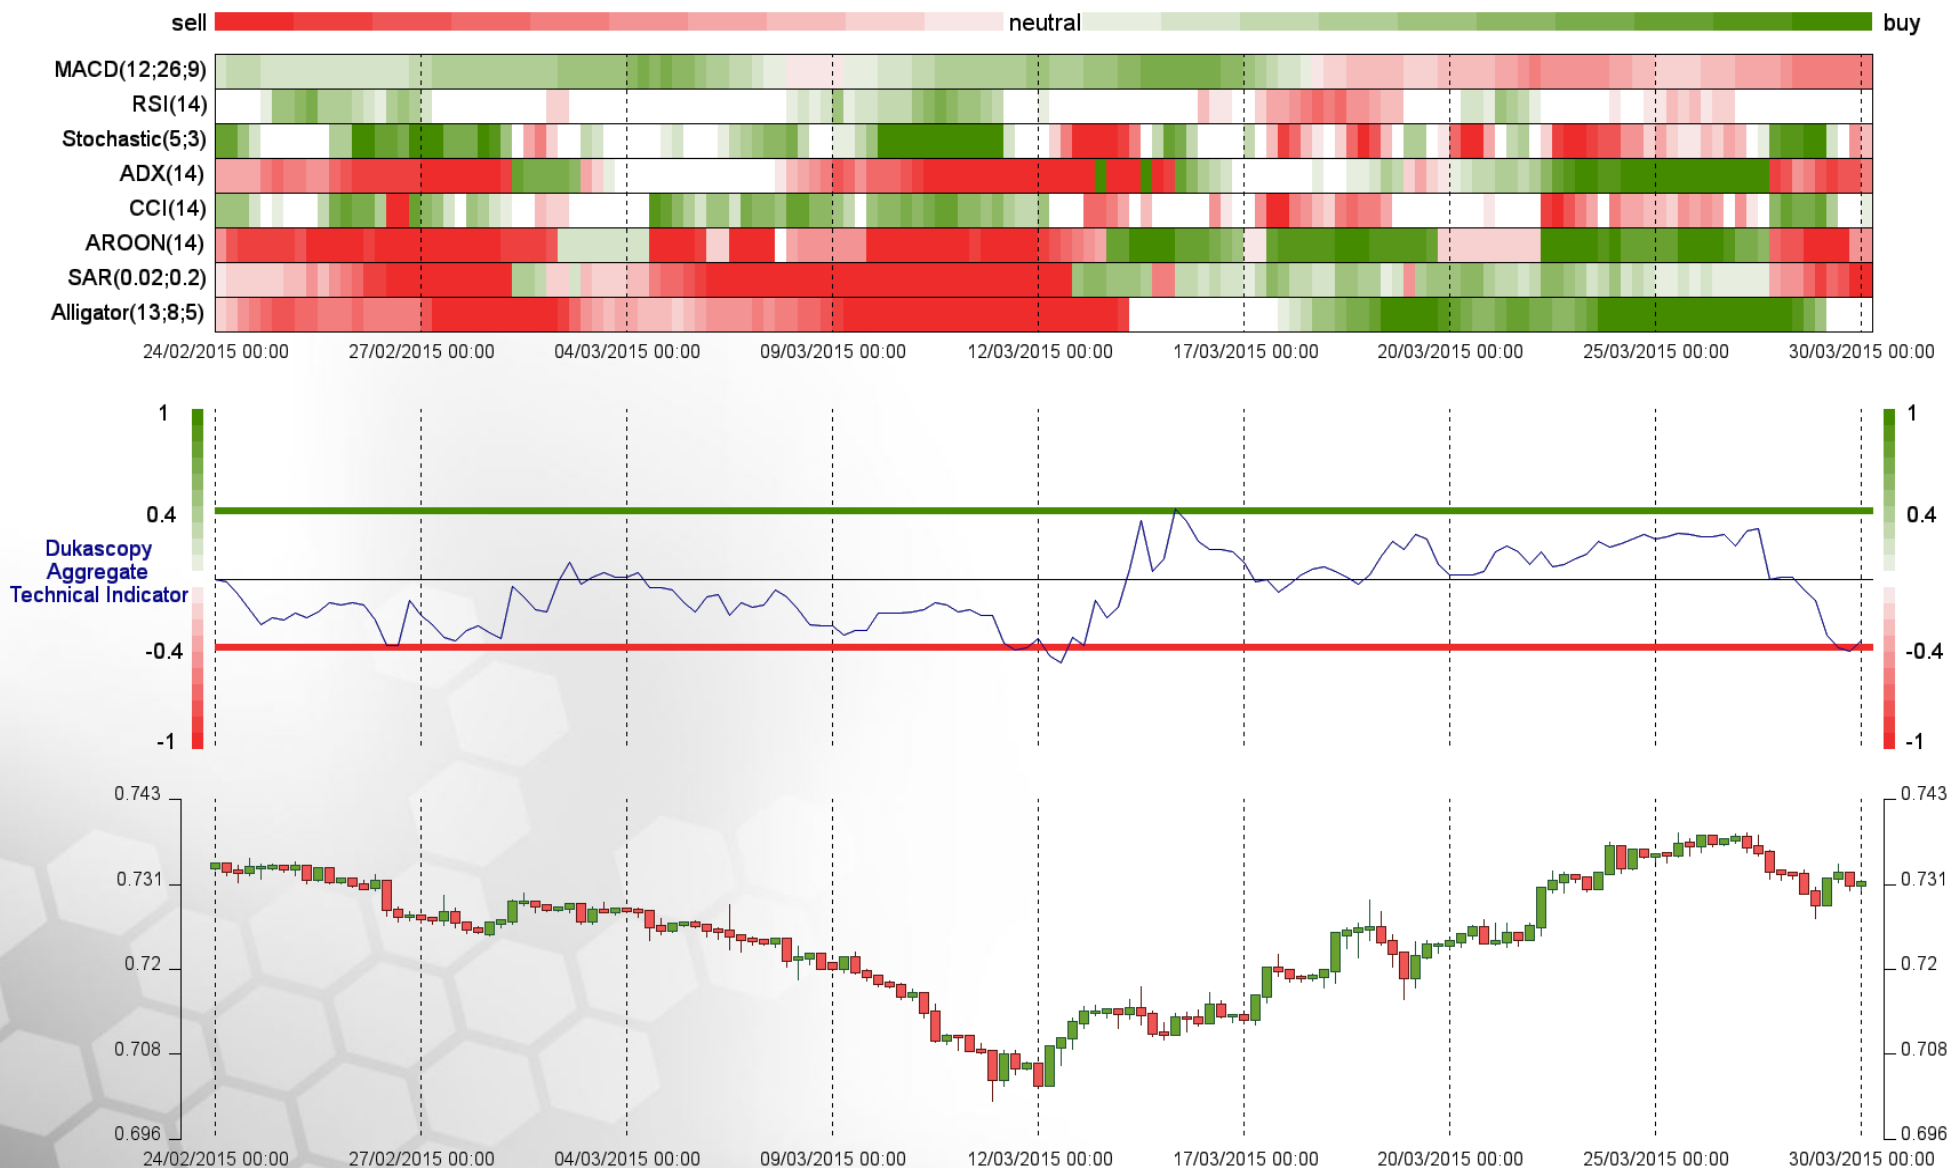 sell neutral buy
MACD(12;26;9)
RSI(14)
Stochastic(5;3)
ADX(14)
CCI(14)
AROON(14)
SAR(0.02;0.2)
Alligator(13;8;5)
24/02/2015 00:00 27/02/2015 00:00 04/03/2015 00:00 09/03/2015 00:00 12/03/2015 00:00 17/03/2015 00:00 20/03/2015 00:00 25/03/2015 00:00 30/03/2015 00:00
1 1
0.4 0.4
Dukascopy
Aggregate
Technical Indicator
-0.4 -0.4
-1 -1
0.743 0.743
0.731 0.731
0.72 0.72
0.708 0.708
0.696 0.696
24/02/2015 00:00 27/02/2015 00:00 04/03/2015 00:00 09/03/2015 00:00 12/03/2015 00:00 17/03/2015 00:00 20/03/2015 00:00 25/03/2015 00:00 30/03/2015 00:00